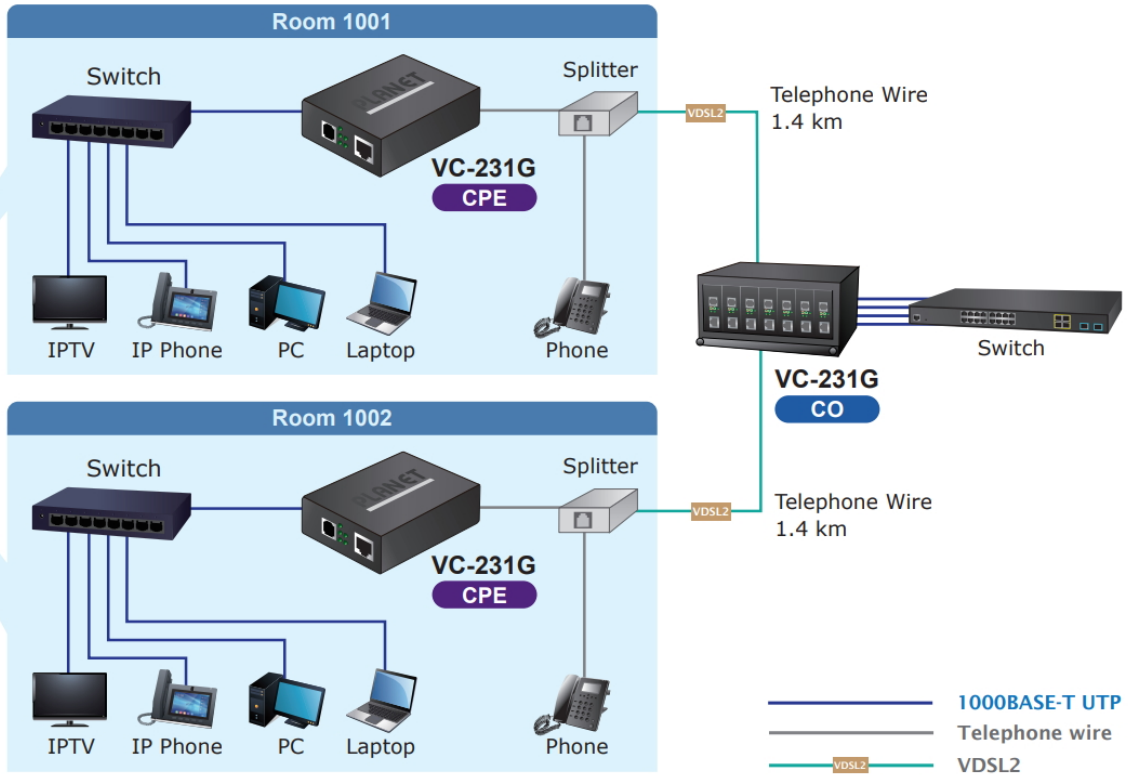 Room 1001
Switch
PLANET
Splitter
VDSL2
Telephone Wire
1.4 km
VC-231G
CPE
IPTV
IP Phone
PC
Laptop
Phone
Switch
VC-231G
CO
Room 1002
Switch
PLANET
Splitter
VDSL2
Telephone Wire
1.4 km
VC-231G
CPE
IPTV
IP Phone
PC
Laptop
Phone
1000BASE-T UTP
Telephone wire
VDSL2
VDSL2